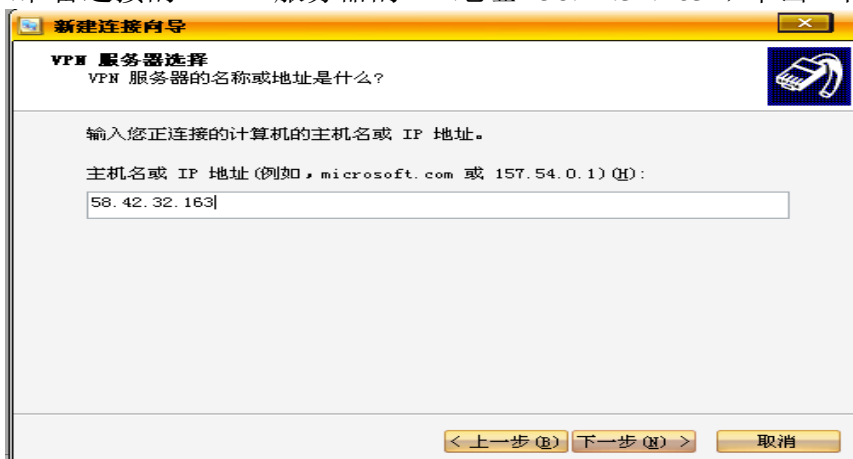 新建连接向导
VPN 服务器选择
VPN 服务器的名称或地址是什么?
输入您正连接的计算机的主机名或 IP 地址。
主机名或 IP 地址(例如，microsoft.com 或 157.54.0.1)(H):
58.42.32.163
< 上一步(B) 下一步(N) > 取消